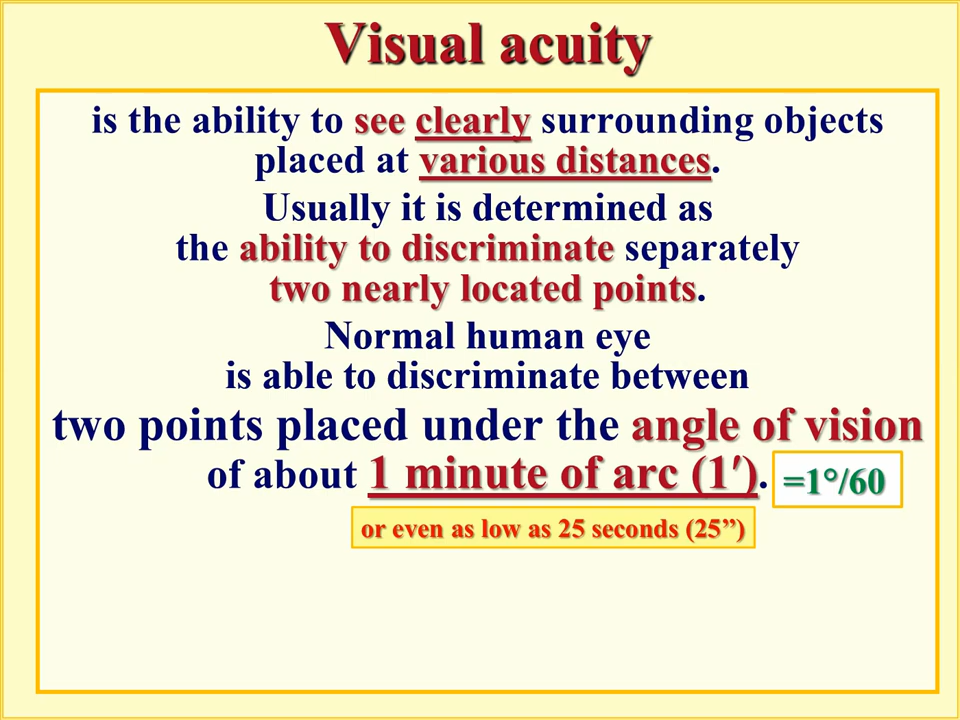 Visual acuity
is the ability to see clearly surrounding objects
placed at various distances.
Usually it is determined as
the ability to discriminate separately
two nearly located points.
Normal human eye
is able to discriminate between
two points placed under the angle of vision
of about 1 minute of arc (1′). =1°/60
or even as low as 25 seconds (25”)